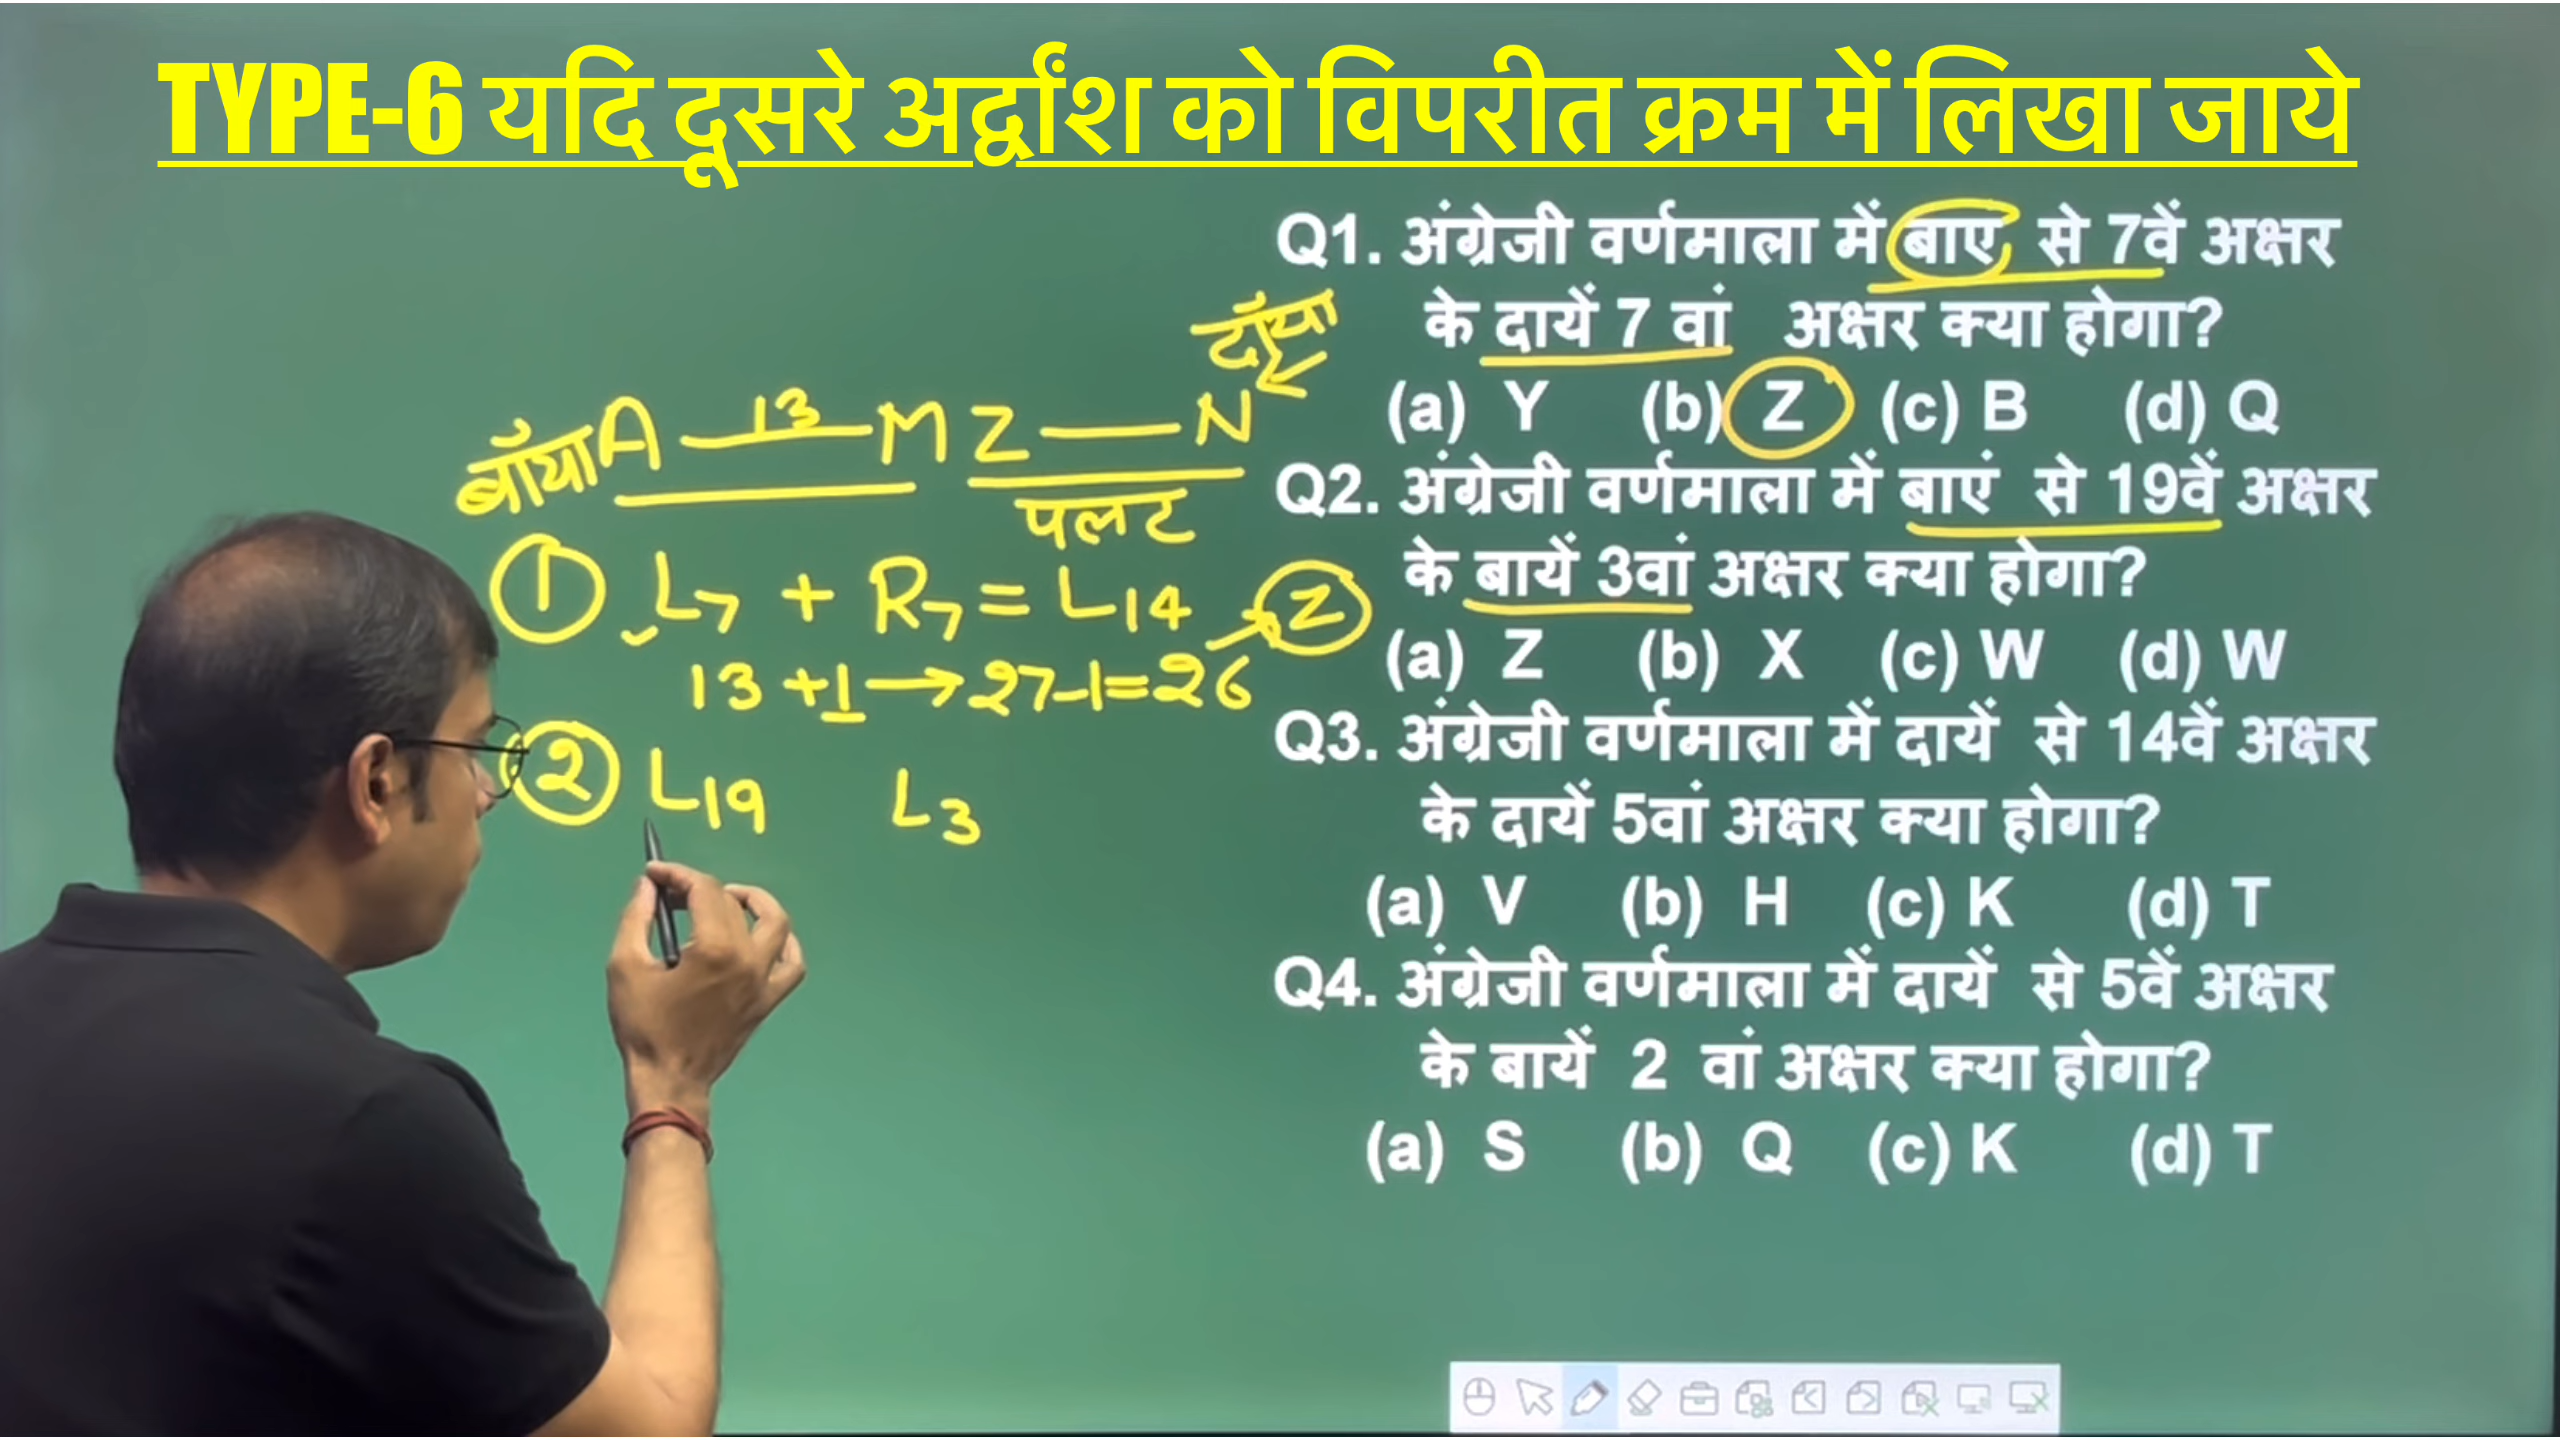 TYPE-6 यदि दूसरे अर्द्धांश को विपरीत क्रम में लिखा जाये
Q1. अंग्रेजी वर्णमाला में बाएं से 7वें अक्षर
के दायें 7 वां अक्षर क्या होगा?
(a) Y (b) Z (c) B (d) Q
Q2. अंग्रेजी वर्णमाला में बाएं से 19वें अक्षर
के बायें 3वां अक्षर क्या होगा?
(a) Z (b) X (c) W (d) W
Q3. अंग्रेजी वर्णमाला में दायें से 14वें अक्षर
के दायें 5वां अक्षर क्या होगा?
(a) V (b) H (c) K (d) T
Q4. अंग्रेजी वर्णमाला में दायें से 5वें अक्षर
के बायें 2 वां अक्षर क्या होगा?
(a) S (b) Q (c) K (d) T
बाँया A 13 M Z N दाँया
पलट
1 L7 + R7 = L14 Z
13 + 1 → 27-1=26
2 L19 L3